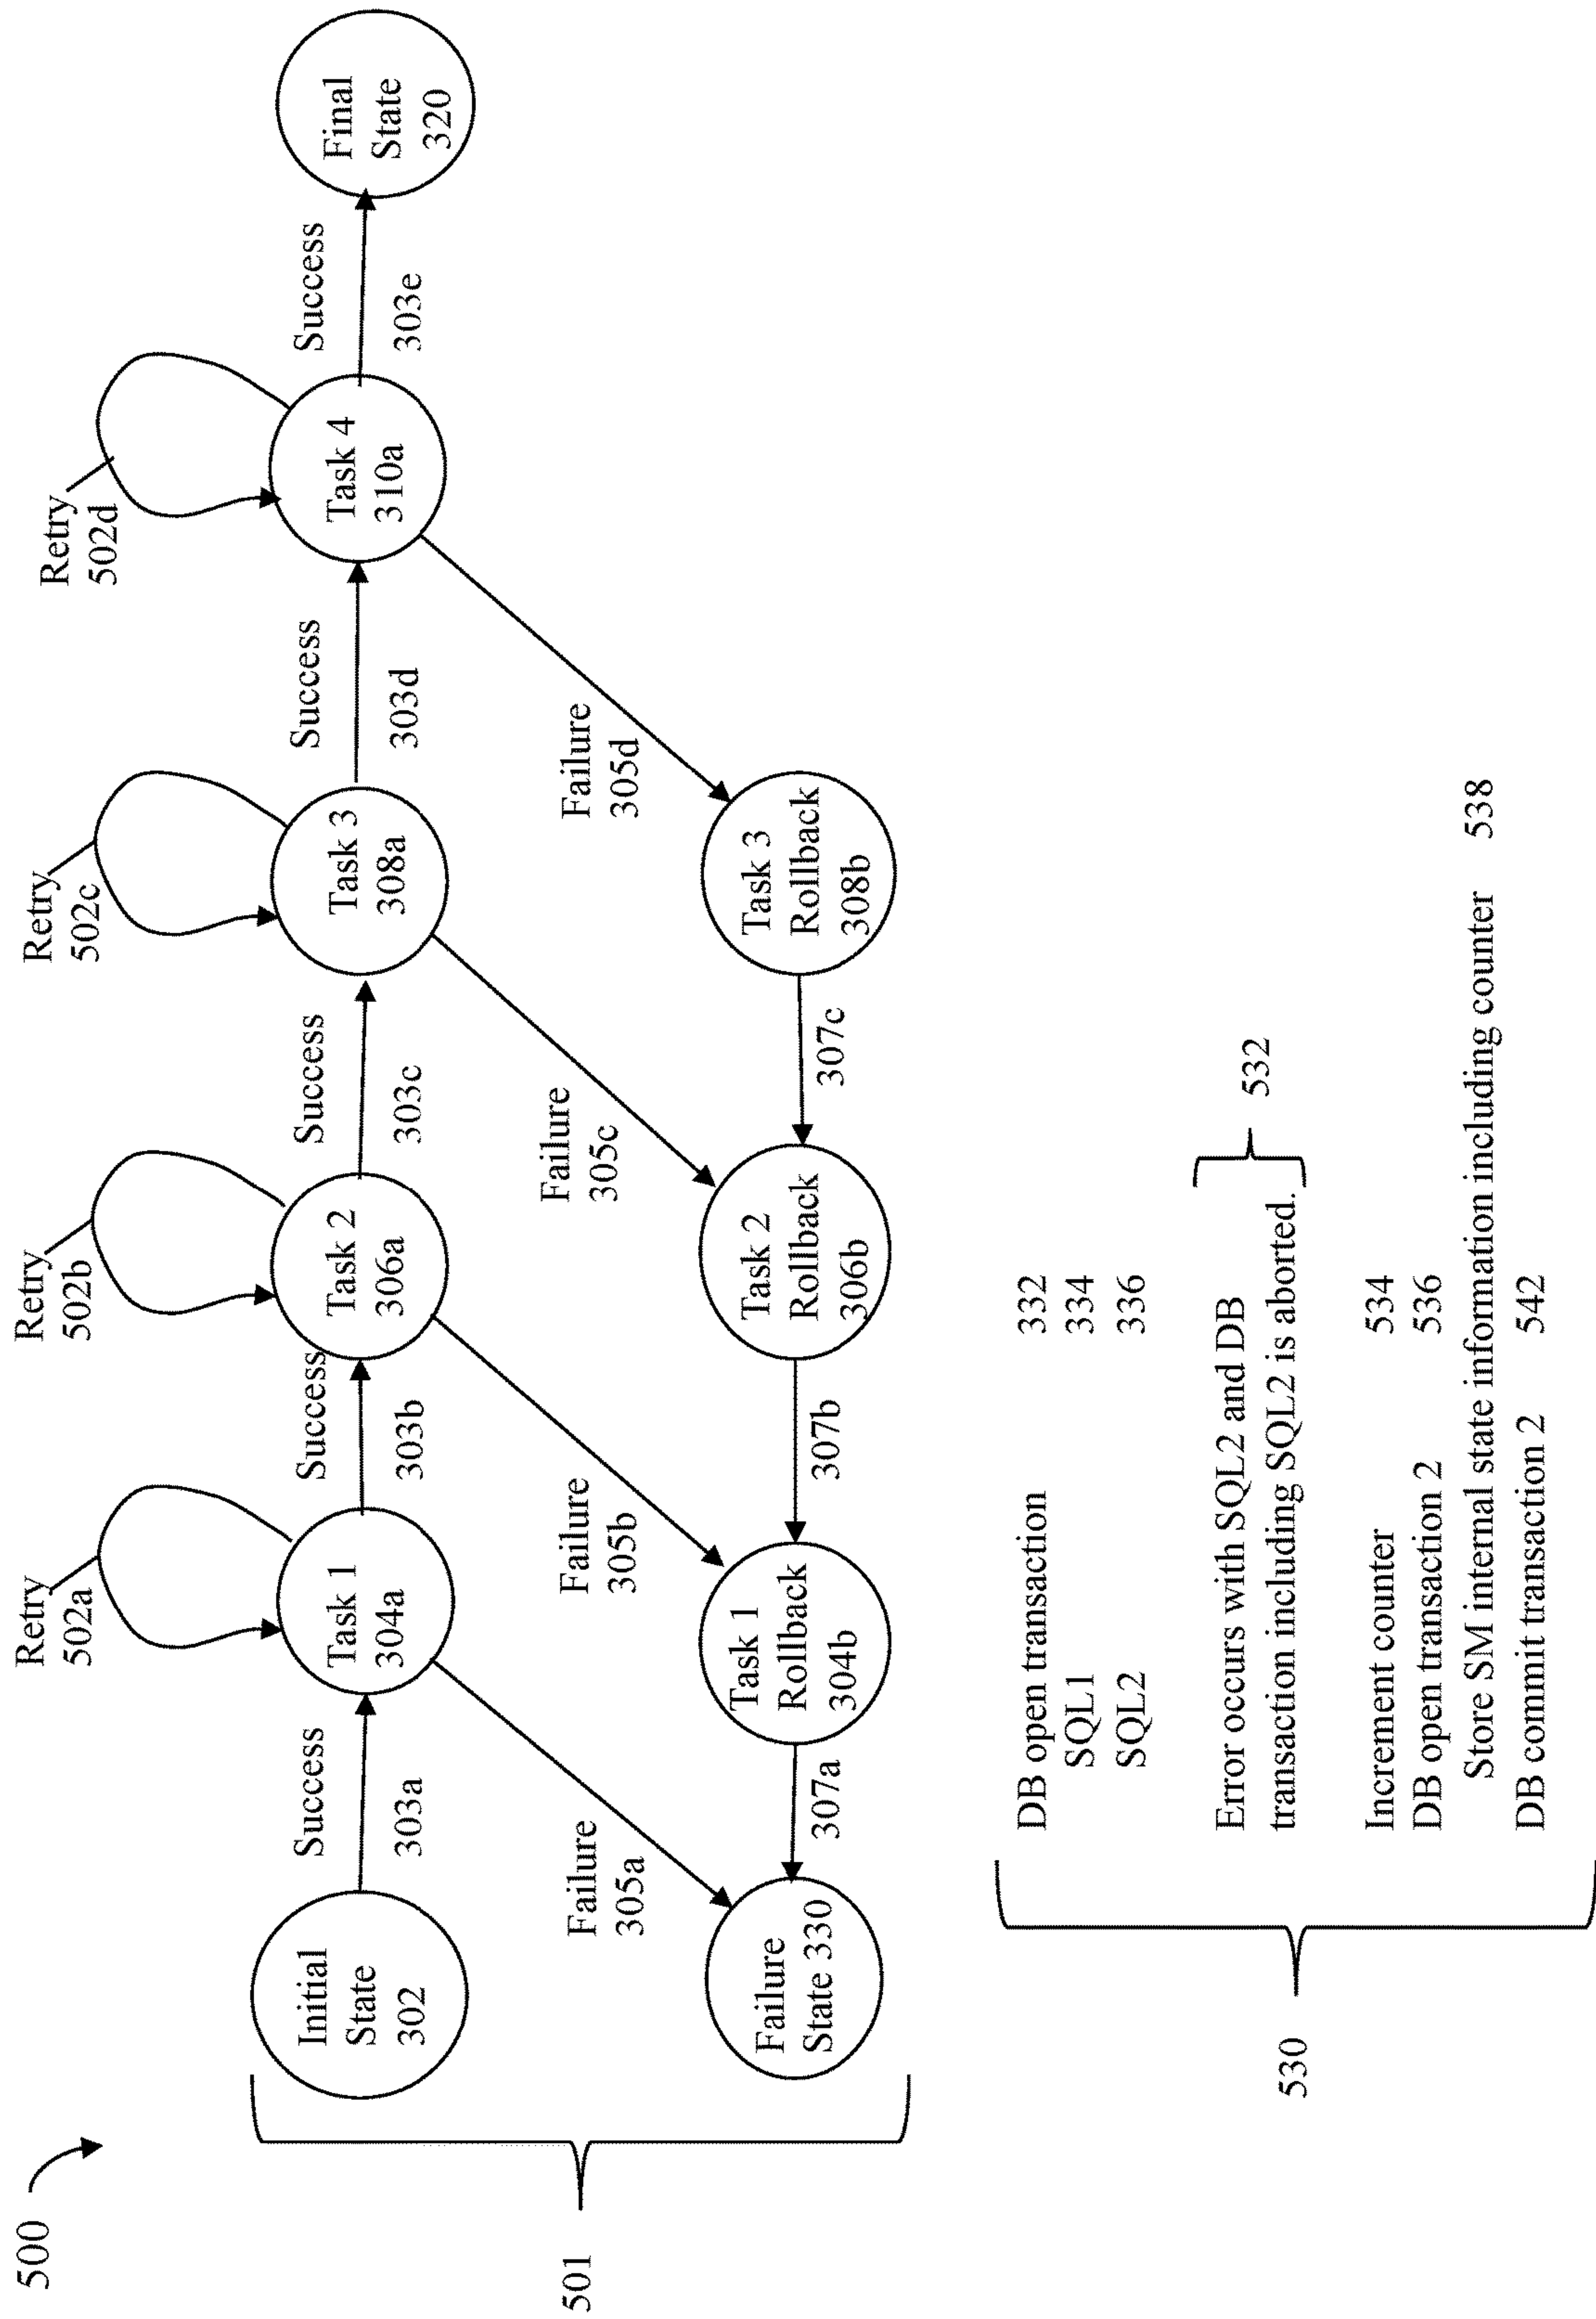 500
Retry
502a
Retry
502b
Retry
502c
Retry
502d
Initial
State
302
Success
303a
Task 1
304a
Success
303b
Task 2
306a
Success
303c
Task 3
308a
Success
303d
Task 4
310a
Success
303e
Final
State
320
501
Failure
305a
Failure
305b
Failure
305c
Failure
305d
Failure
State 330
307a
Task 1
Rollback
304b
307b
Task 2
Rollback
306b
307c
Task 3
Rollback
308b
530
DB open transaction 332
SQL1 334
SQL2 336
Error occurs with SQL2 and DB
transaction including SQL2 is aborted.
532
Increment counter 534
DB open transaction 2 536
Store SM internal state information including counter 538
DB commit transaction 2 542